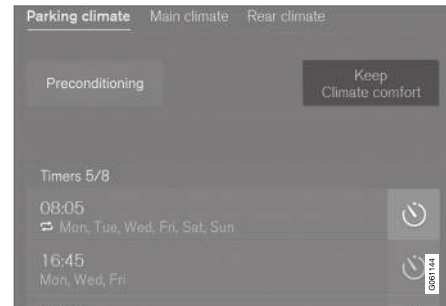 Parking climate Main climate Rear climate
Preconditioning
Keep
Climate comfort
Timers 5/8
08:05
Mon, Tue, Wed, Fri, Sat, Sun
16:45
Mon, Wed, Fri
G061144